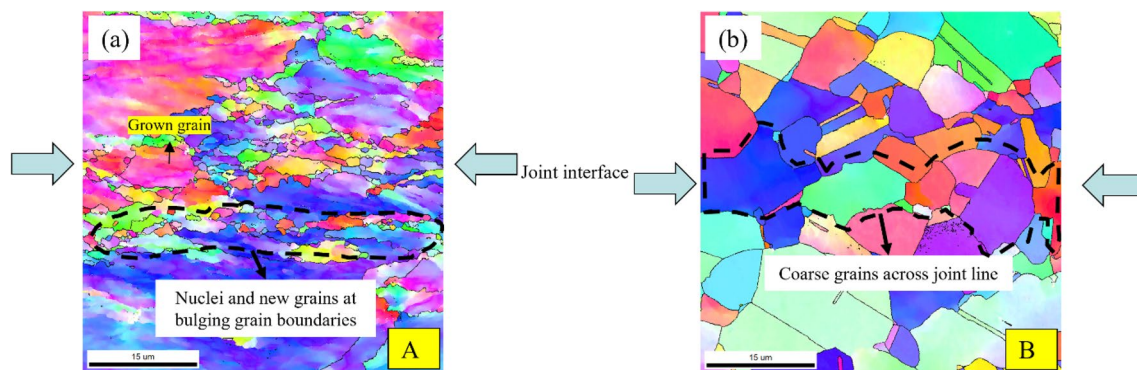 (a)
Grown grain
Nuclei and new grains at
bulging grain boundaries
15 um
A
Joint interface
(b)
Coarse grains across joint line
15 um
B